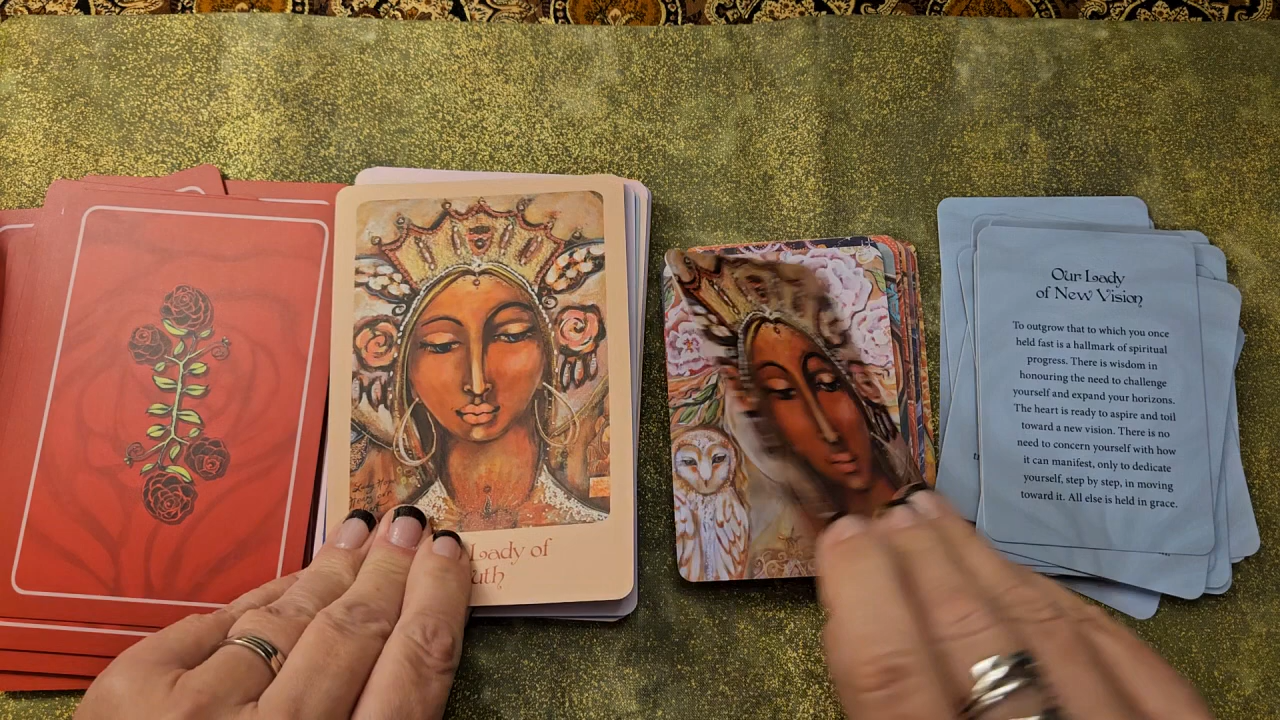 Lady of
uth
Our Lady
of New Vision
To outgrow that to which you once
held fast is a hallmark of spiritual
progress. There is wisdom in
honouring the need to challenge
yourself and expand your horizons.
The heart is ready to aspire and toil
toward a new vision. There is no
need to concern yourself with how
it can manifest, only to dedicate
yourself, step by step, in moving
toward it. All else is held in grace.